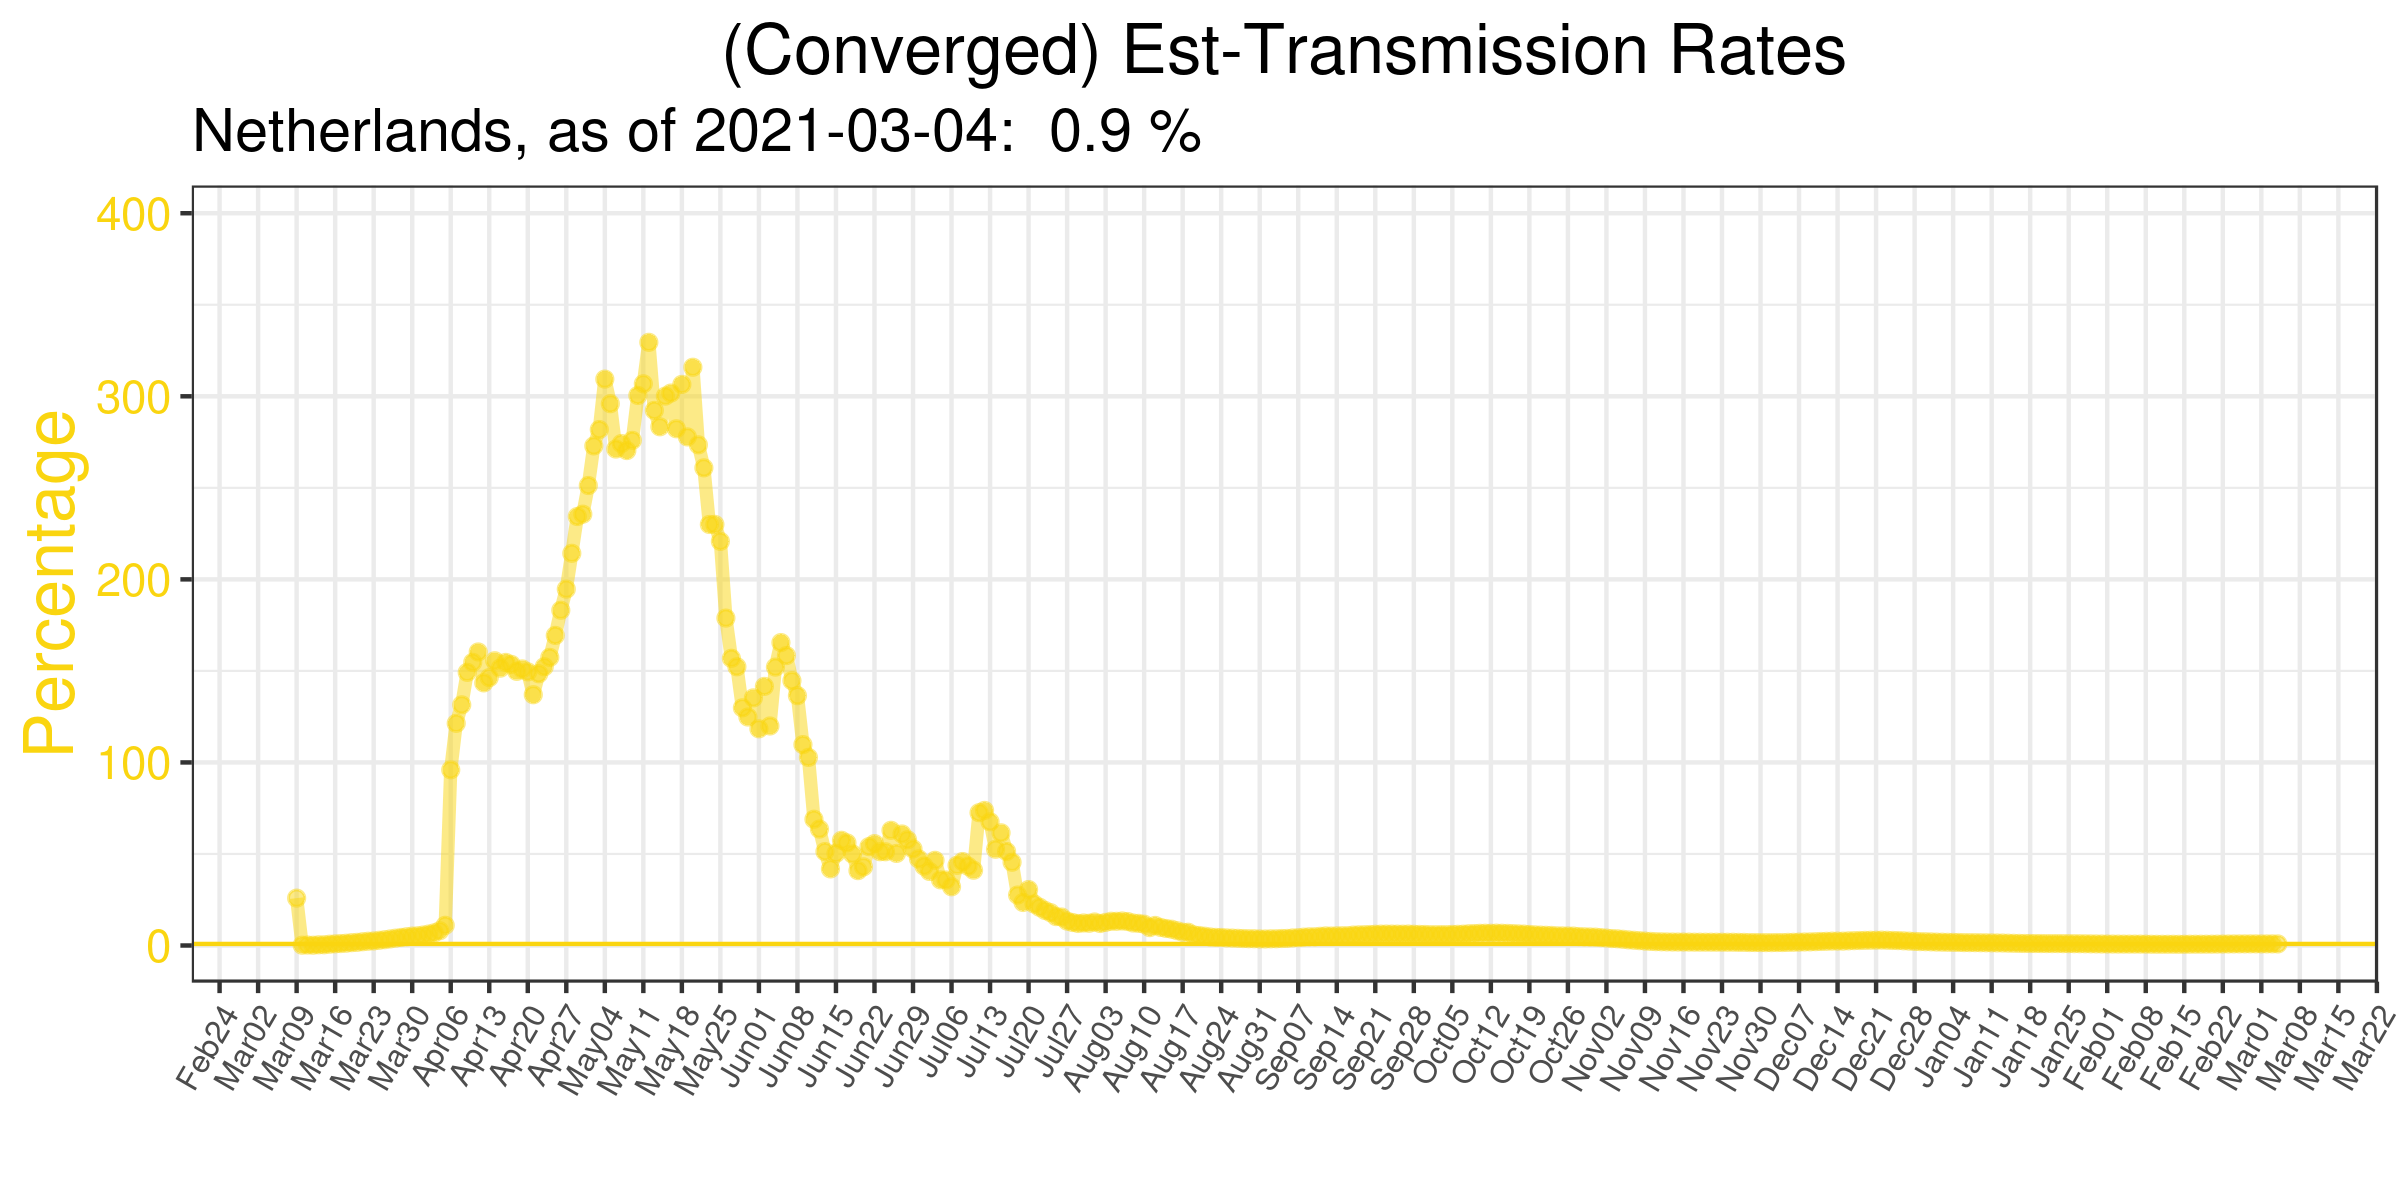 (Converged) Est-Transmission Rates
Netherlands, as of 2021-03-04:  0.9 %
Percentage
400
300
200
100
0
Feb24
Mar02
Mar09
Mar16
Mar23
Mar30
Apr06
Apr13
Apr20
Apr27
May04
May11
May18
May25
Jun01
Jun08
Jun15
Jun22
Jun29
Jul06
Jul13
Jul20
Jul27
Aug03
Aug10
Aug17
Aug24
Aug31
Sep07
Sep14
Sep21
Sep28
Oct05
Oct12
Oct19
Oct26
Nov02
Nov09
Nov16
Nov23
Nov30
Dec07
Dec14
Dec21
Dec28
Jan04
Jan11
Jan18
Jan25
Feb01
Feb08
Feb15
Feb22
Mar01
Mar08
Mar15
Mar22